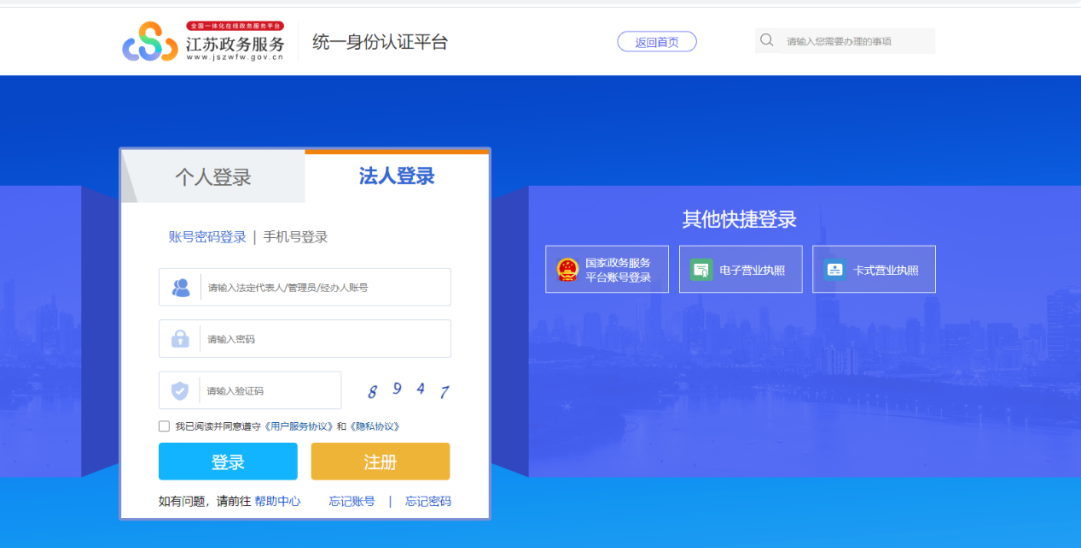 全国一体化在线政务服务平台
江苏政务服务
www.jszwfw.gov.cn
统一身份认证平台
返回首页
请输入您需要办理的事项
个人登录
法人登录
账号密码登录 | 手机号登录
请输入法定代表人/管理员/经办人账号
请输入密码
请输入验证码
8 9 4 7
我已阅读并同意遵守《用户服务协议》和《隐私协议》
登录
注册
如有问题，请前往 帮助中心
忘记账号 | 忘记密码
其他快捷登录
国家政务服务
平台账号登录
电子营业执照
卡式营业执照